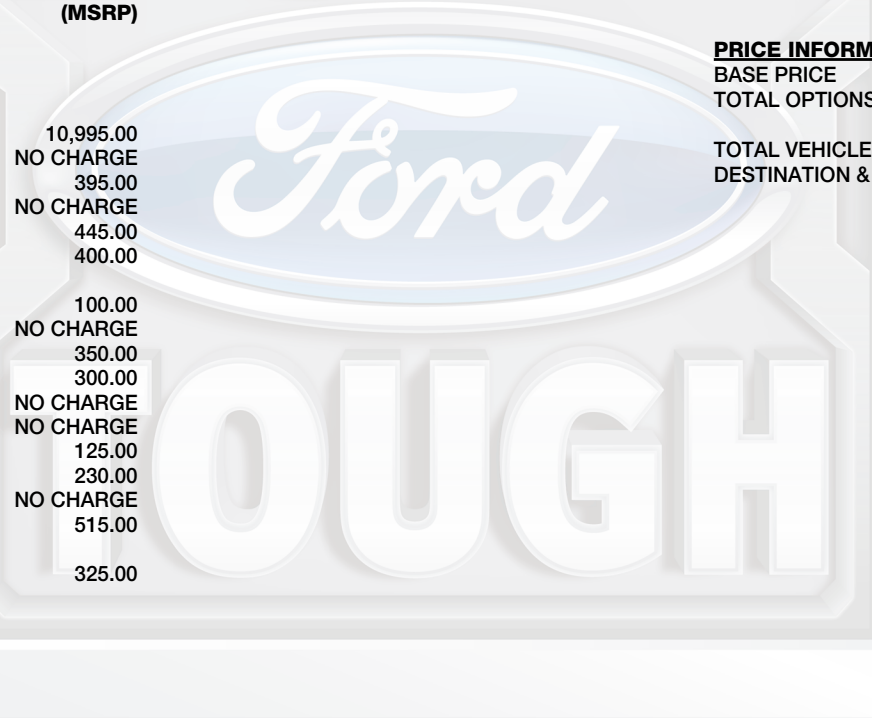 (MSRP)
10,995.00
NO CHARGE
395.00
NO CHARGE
445.00
400.00
100.00
NO CHARGE
350.00
300.00
NO CHARGE
NO CHARGE
125.00
230.00
NO CHARGE
515.00
325.00
PRICE INFORM
BASE PRICE
TOTAL OPTIONS
TOTAL VEHICLE
DESTINATION &
Ford
TOUGH